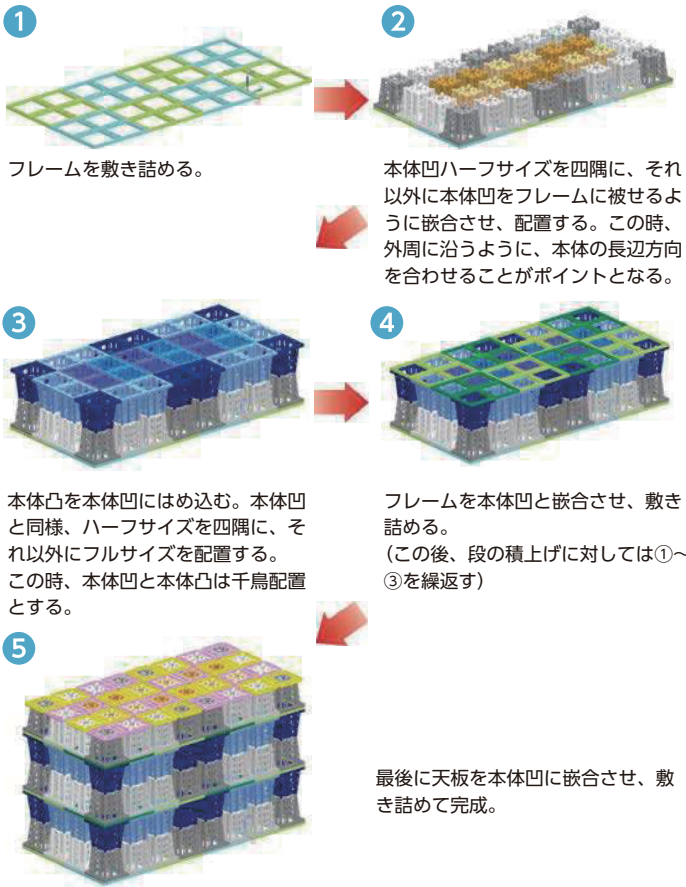 1
フレームを敷き詰める。
2
本体凹ハーフサイズを四隅に、それ
以外に本体凹をフレームに被せるよ
うに嵌合させ、配置する。この時、
外周に沿うように、本体の長辺方向
を合わせることがポイントとなる。
3
本体凸を本体凹にはめ込む。本体凹
と同様、ハーフサイズを四隅に、そ
れ以外にフルサイズを配置する。
この時、本体凹と本体凸は千鳥配置
とする。
4
フレームを本体凹と嵌合させ、敷き
詰める。
(この後、段の積上げに対しては①〜
③を繰返す)
5
最後に天板を本体凹に嵌合させ、敷
き詰めて完成。